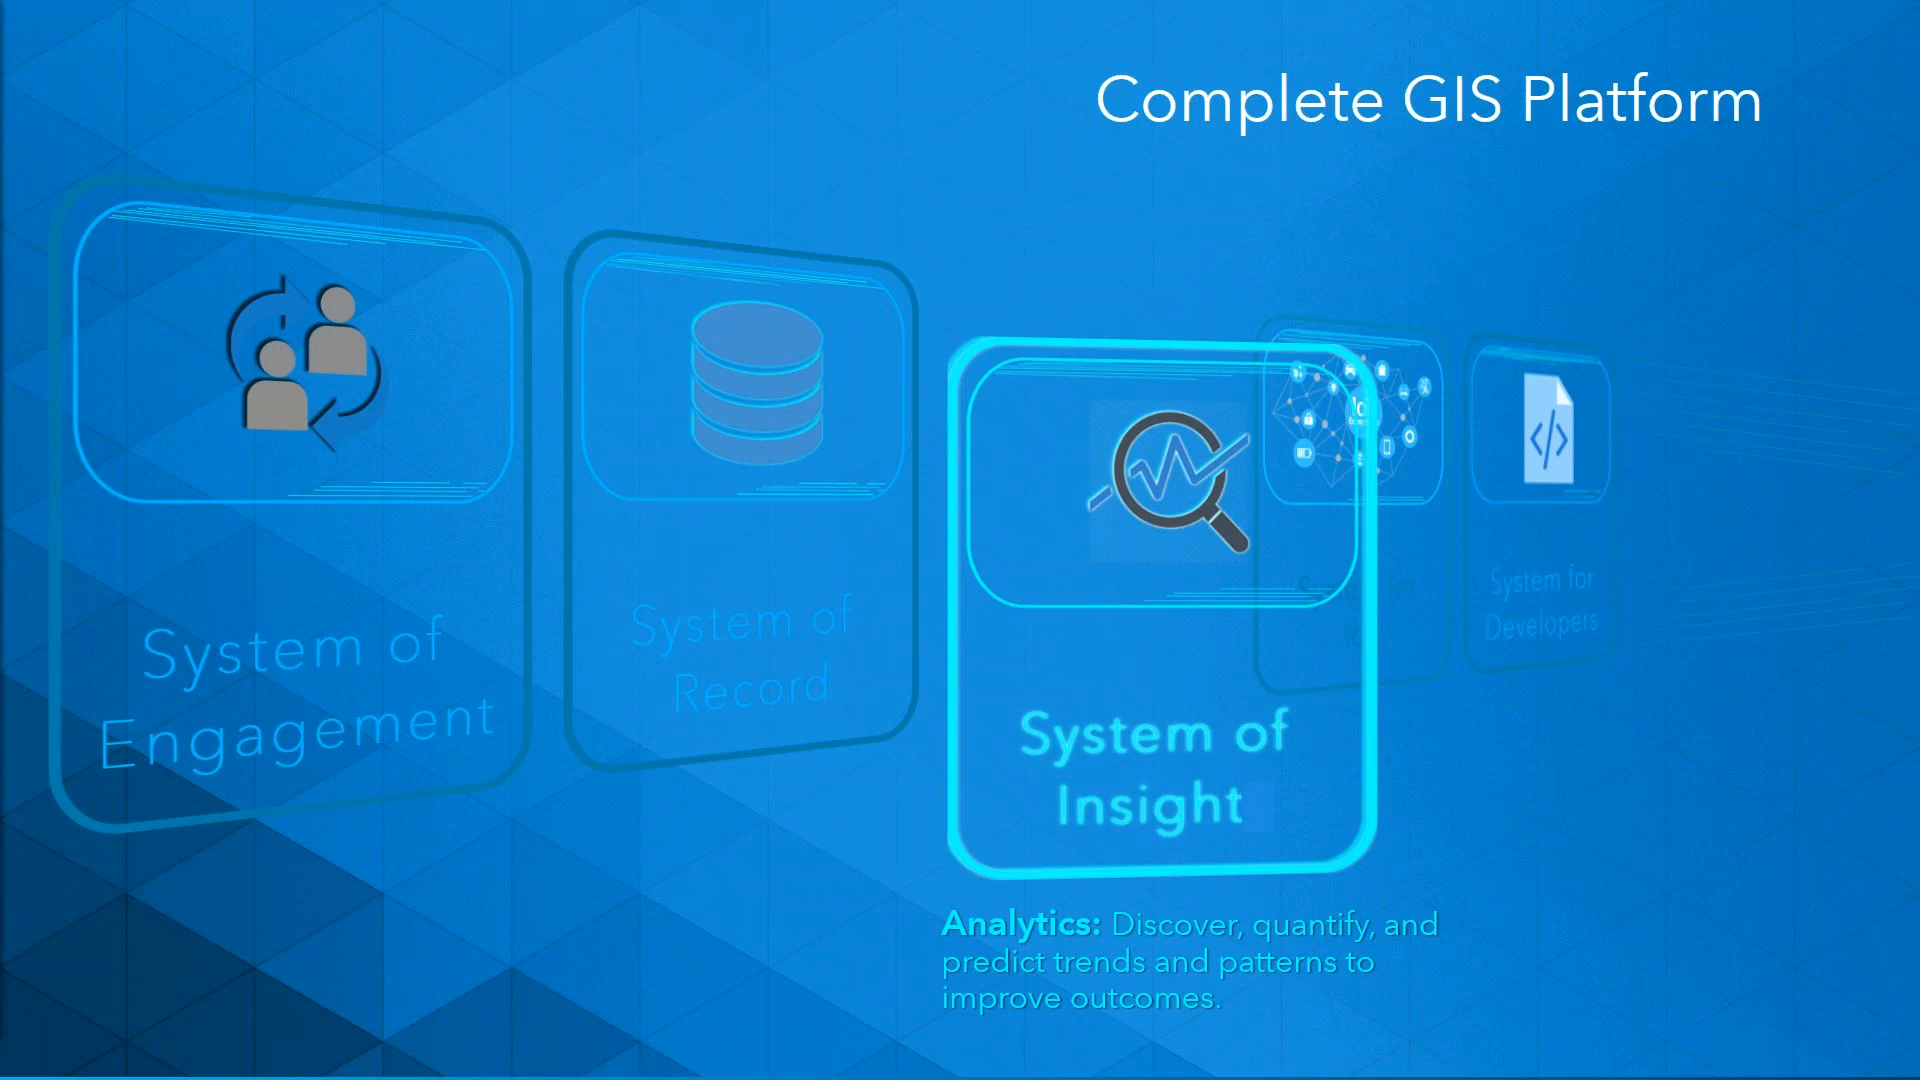 Complete GIS Platform
System of
Engagement
System of
Record
System of
Insight
System for
Developers
Analytics: Discover, quantify, and
predict trends and patterns to
improve outcomes.